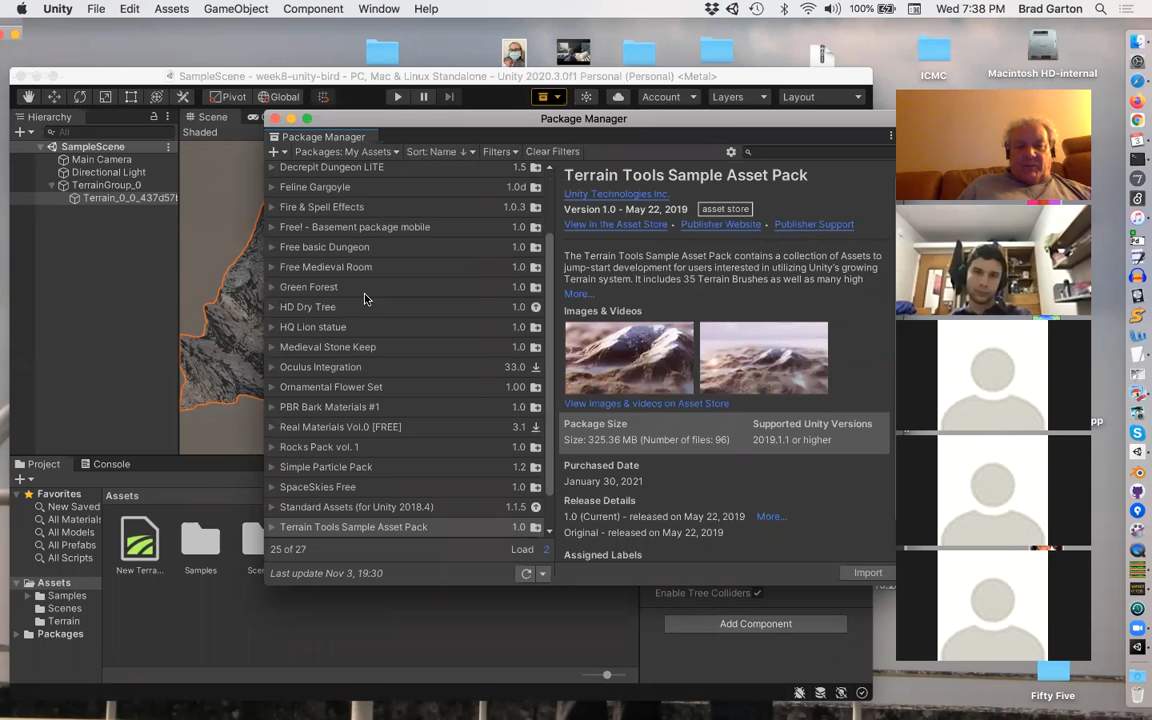 Unity File Edit Assets GameObject Component Window Help 100% Wed 7:38 PM Brad Garton
ICMC
Macintosh HD-internal
SampleScene - week8-unity-bird - PC, Mac & Linux Standalone - Unity 2020.3.0f1 Personal (Personal) <Metal>
Pivot Global Account Layers Layout
Hierarchy
All
SampleScene
Main Camera
Directional Light
TerrainGroup_0
Terrain_0_0_437d57
Scene
Shaded
Package Manager
Package Manager
Packages: My Assets Sort: Name Filters Clear Filters
Decrepit Dungeon LITE 1.5
Feline Gargoyle 1.0d
Fire & Spell Effects 1.0.3
Free! - Basement package mobile 1.0
Free basic Dungeon 1.0
Free Medieval Room 1.0
Green Forest 1.0
HD Dry Tree 1.0
HQ Lion statue 1.0
Medieval Stone Keep 1.0
Oculus Integration 33.0
Ornamental Flower Set 1.00
PBR Bark Materials #1 1.0
Real Materials Vol.0 [FREE] 3.1
Rocks Pack vol. 1 1.0
Simple Particle Pack 1.2
SpaceSkies Free 1.0
Standard Assets (for Unity 2018.4) 1.1.5
Terrain Tools Sample Asset Pack 1.0
25 of 27 Load 2
Last update Nov 3, 19:30
Terrain Tools Sample Asset Pack
Unity Technologies Inc.
Version 1.0 - May 22, 2019 asset store
View in the Asset Store • Publisher Website • Publisher Support
The Terrain Tools Sample Asset Pack contains a collection of Assets to
jump-start development for users interested in utilizing Unity's growing
Terrain system. It includes 35 Terrain Brushes as well as many high
More...
Images & Videos
View images & videos on Asset Store
Package Size Supported Unity Versions
Size: 325.36 MB (Number of files: 96) 2019.1.1 or higher
Purchased Date
January 30, 2021
Release Details
1.0 (Current) - released on May 22, 2019 More...
Original - released on May 22, 2019
Assigned Labels
Import
Project Console
Favorites
New Saved
All Materials
All Models
All Prefabs
All Scripts
Assets
Samples
Scenes
Terrain
Packages
Assets
New Terra...
Samples
Enable Tree Colliders
Add Component
Fifty Five